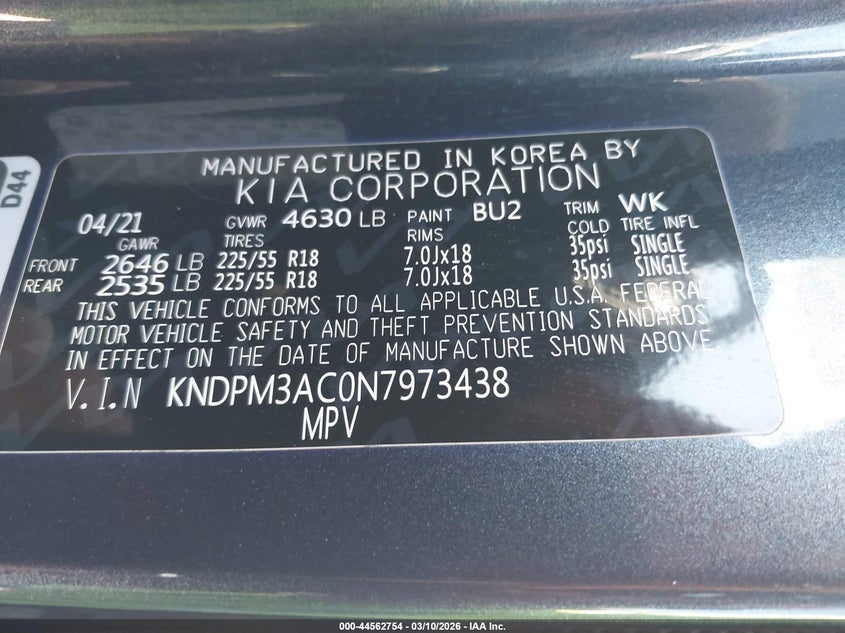 D44
MANUFACTURED IN KOREA BY
KIA CORPORATION
04/21 GVWR 4630 LB PAINT BU2 TRIM WK
GAWR TIRES RIMS COLD TIRE INFL
FRONT 2646 LB 225/55 R18 7.0Jx18 35psi SINGLE
REAR 2535 LB 225/55 R18 7.0Jx18 35psi SINGLE
THIS VEHICLE CONFORMS TO ALL APPLICABLE U.S.A. FEDERAL
MOTOR VEHICLE SAFETY AND THEFT PREVENTION STANDARDS
IN EFFECT ON THE DATE OF MANUFACTURE SHOWN ABOVE.
V.I.N KNDPM3AC0N7973438
MPV
000-44562754 - 03/10/2026 - IAA Inc.